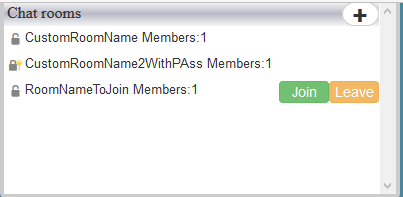 Chat rooms +
CustomRoomName Members:1
CustomRoomName2WithPAss Members:1
RoomNameToJoin Members:1 Join Leave